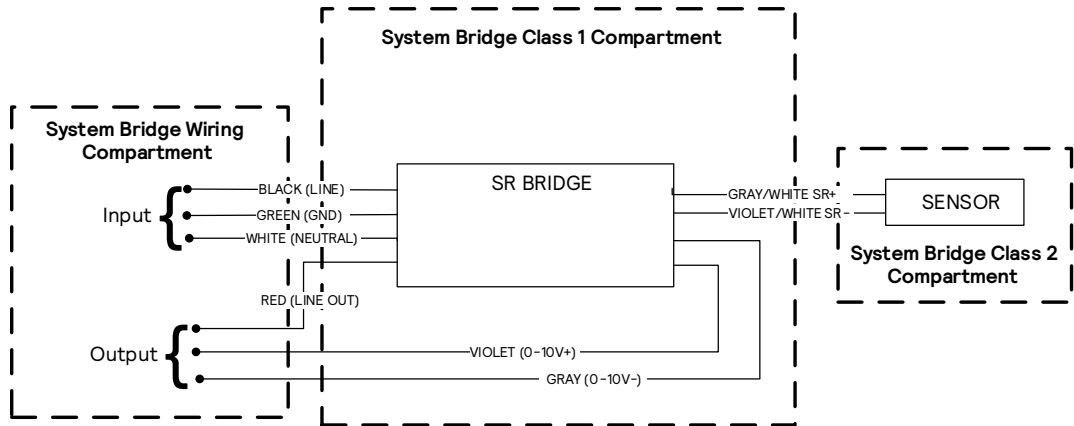 System Bridge Class 1 Compartment
System Bridge Wiring
Compartment
Input
BLACK (LINE)
GREEN (GND)
WHITE (NEUTRAL)
RED (LINE OUT)
Output
SR BRIDGE
VIOLET (0-10V+)
GRAY (0-10V-)
GRAY/WHITE SR+
VIOLET/WHITE SR-
SENSOR
System Bridge Class 2
Compartment